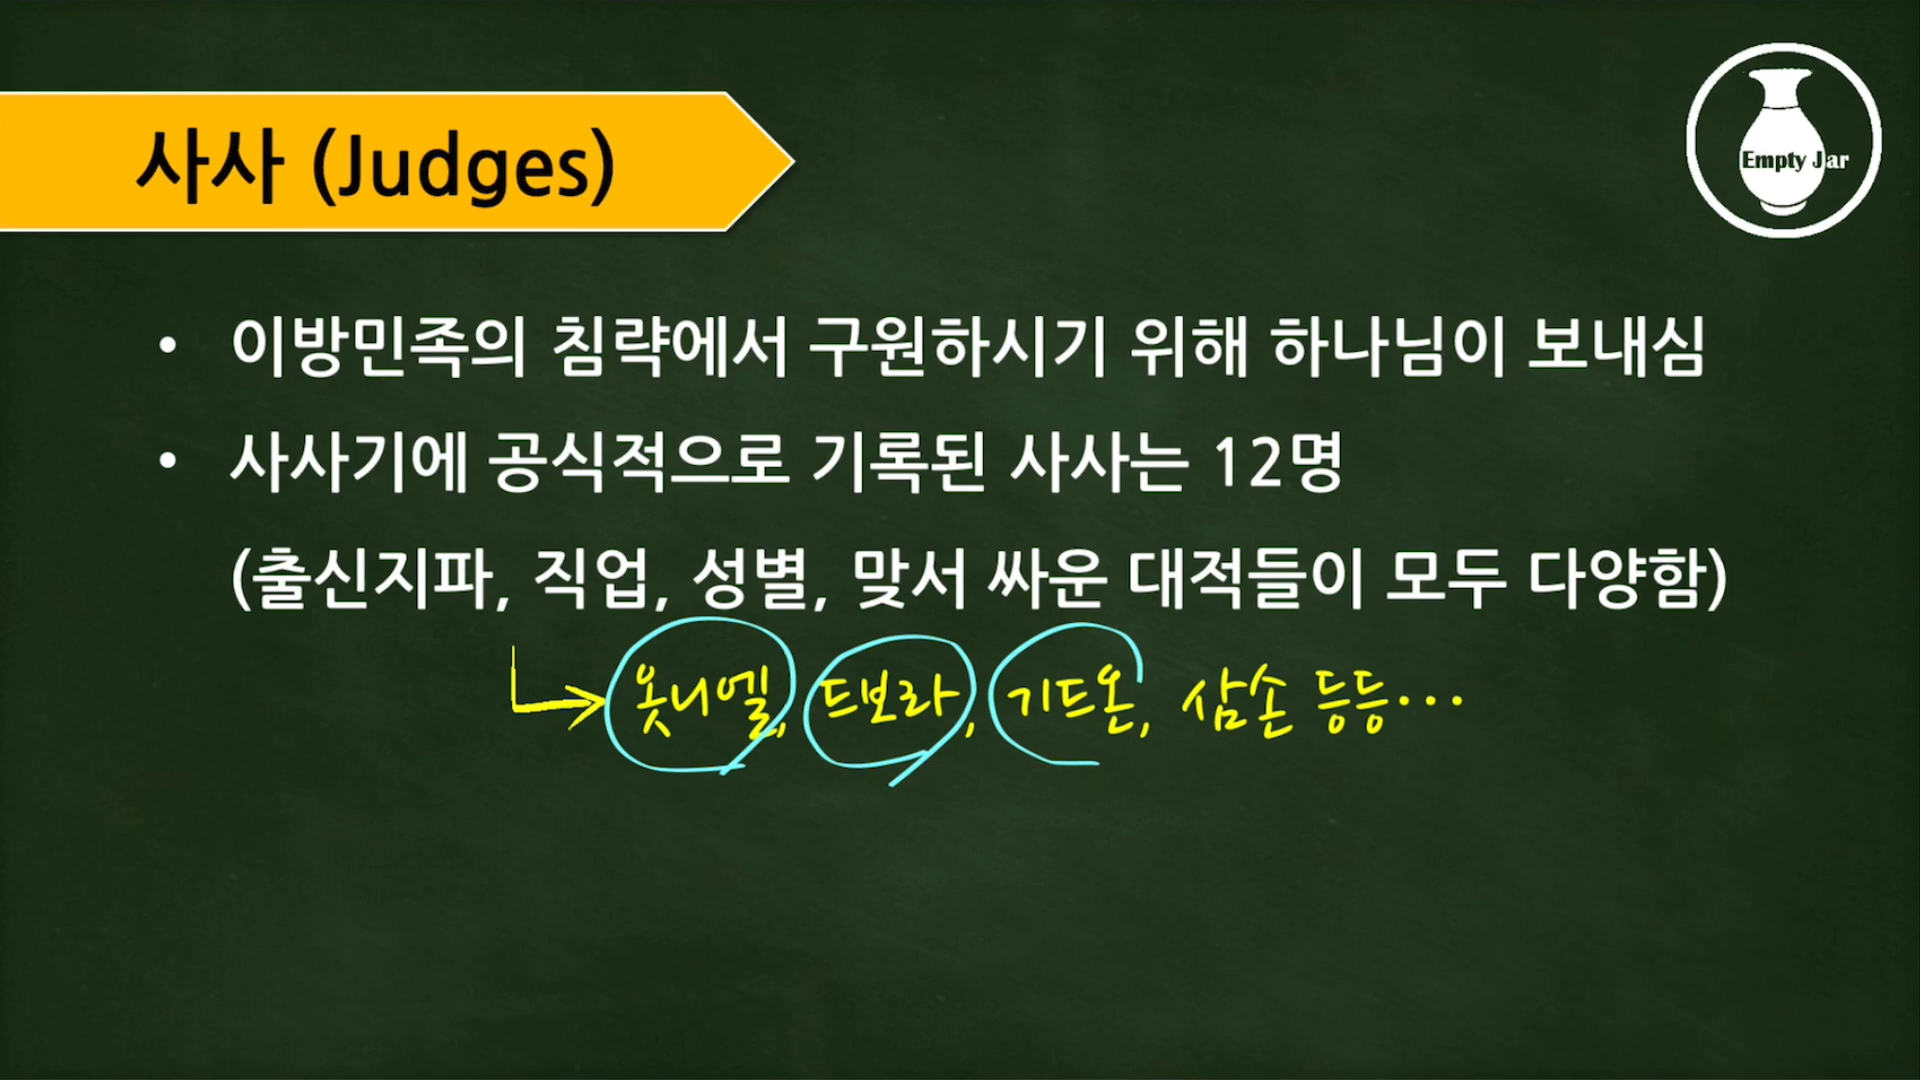 사사 (Judges)
Empty Jar
• 이방민족의 침략에서 구원하시기 위해 하나님이 보내심
• 사사기에 공식적으로 기록된 사사는 12명
(출신지파, 직업, 성별, 맞서 싸운 대적들이 모두 다양함)
옷니엘, 드보라, 기드온, 삼손 등등...